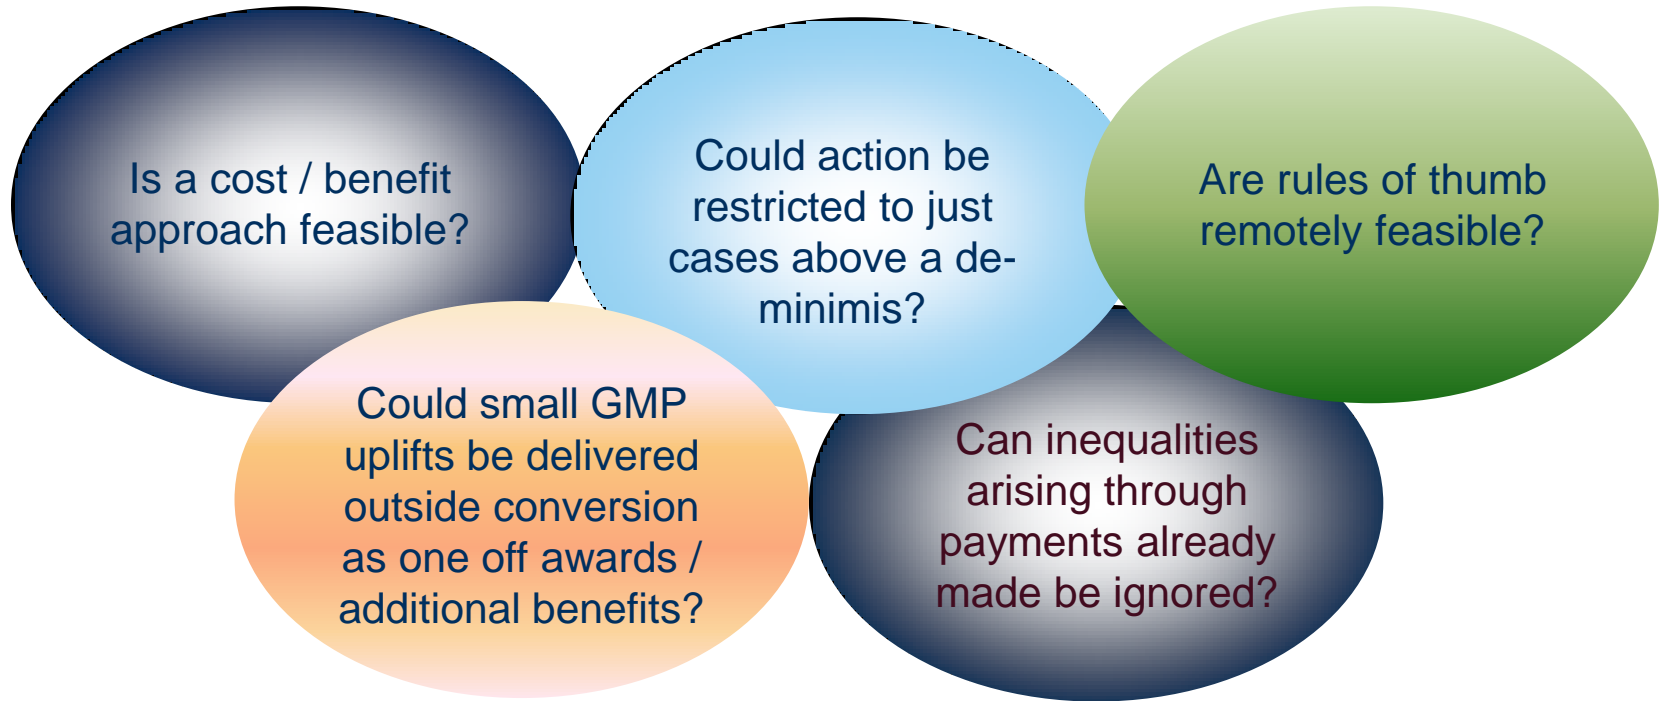 Is a cost / benefit
approach feasible?
Could action be
restricted to just
cases above a de-
minimis?
Are rules of thumb
remotely feasible?
Could small GMP
uplifts be delivered
outside conversion
as one off awards /
additional benefits?
Can inequalities
arising through
payments already
made be ignored?